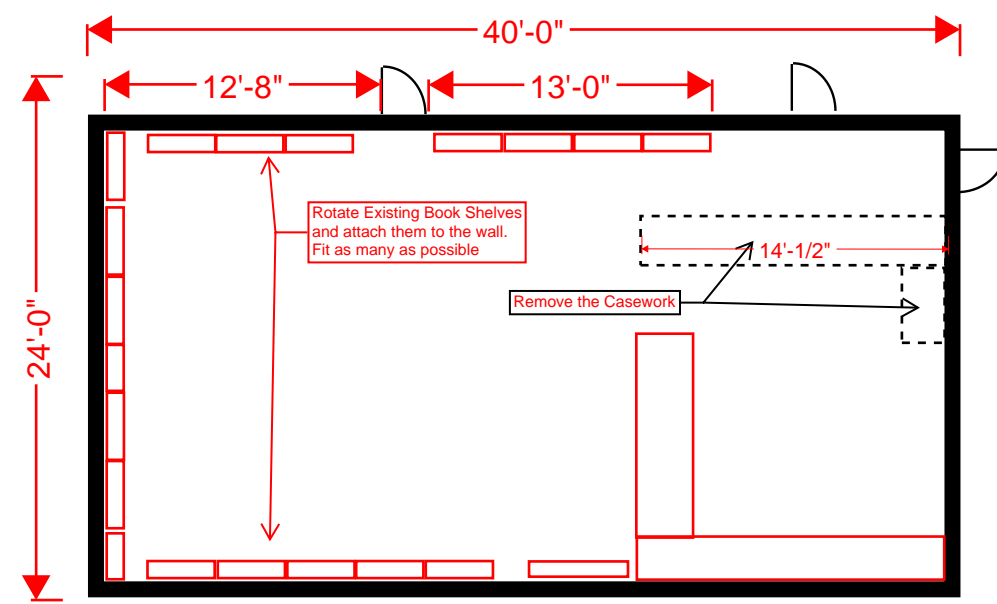 40'-0"
12'-8"
13'-0"
Rotate Existing Book Shelves
and attach them to the wall.
Fit as many as possible
14'-1/2"
Remove the Casework
24'-0"